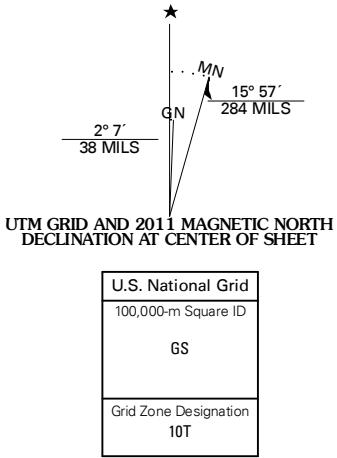 MN
GN
15° 57´
284 MILS
2° 7´
38 MILS
UTM GRID AND 2011 MAGNETIC NORTH
DECLINATION AT CENTER OF SHEET
U.S. National Grid
100,000-m Square ID
GS
Grid Zone Designation
10T